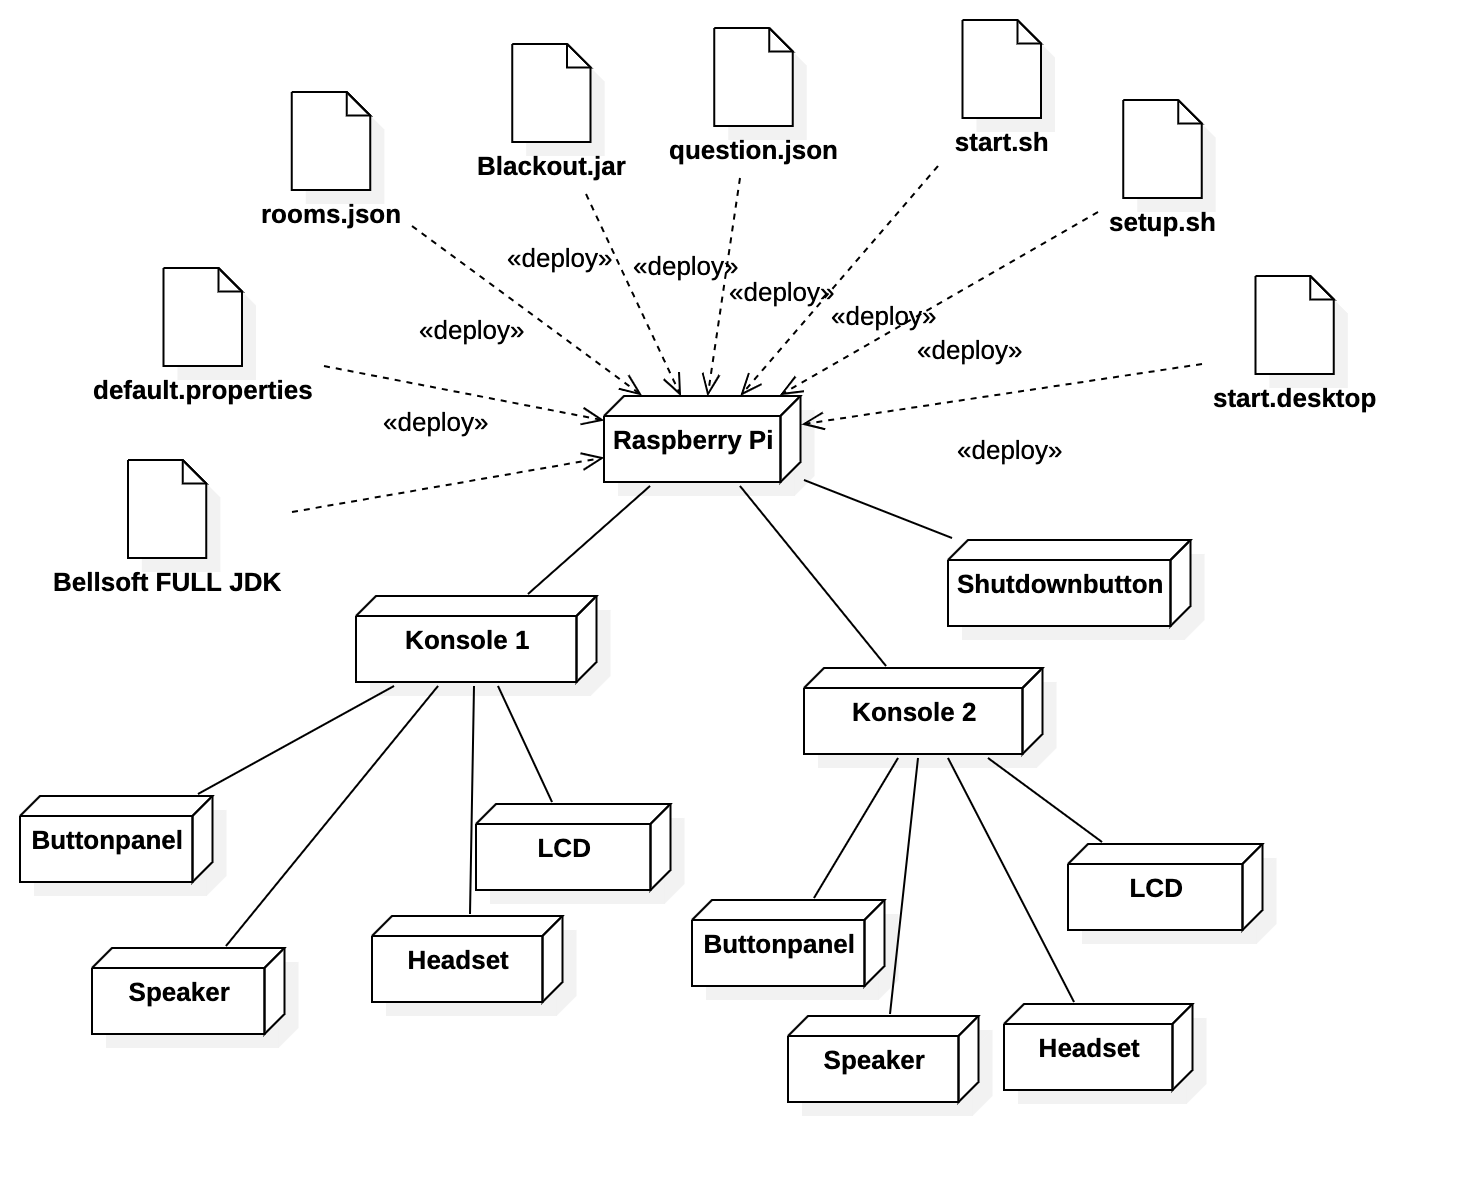 start.sh
question.json
Blackout.jar
rooms.json
setup.sh
«deploy»
«deploy»
«deploy»
«deploy»
«deploy»
«deploy»
default.properties
start.desktop
«deploy»
Raspberry Pi
«deploy»
Bellsoft FULL JDK
Shutdownbutton
Konsole 1
Konsole 2
Buttonpanel
LCD
LCD
Buttonpanel
Headset
Speaker
Headset
Speaker